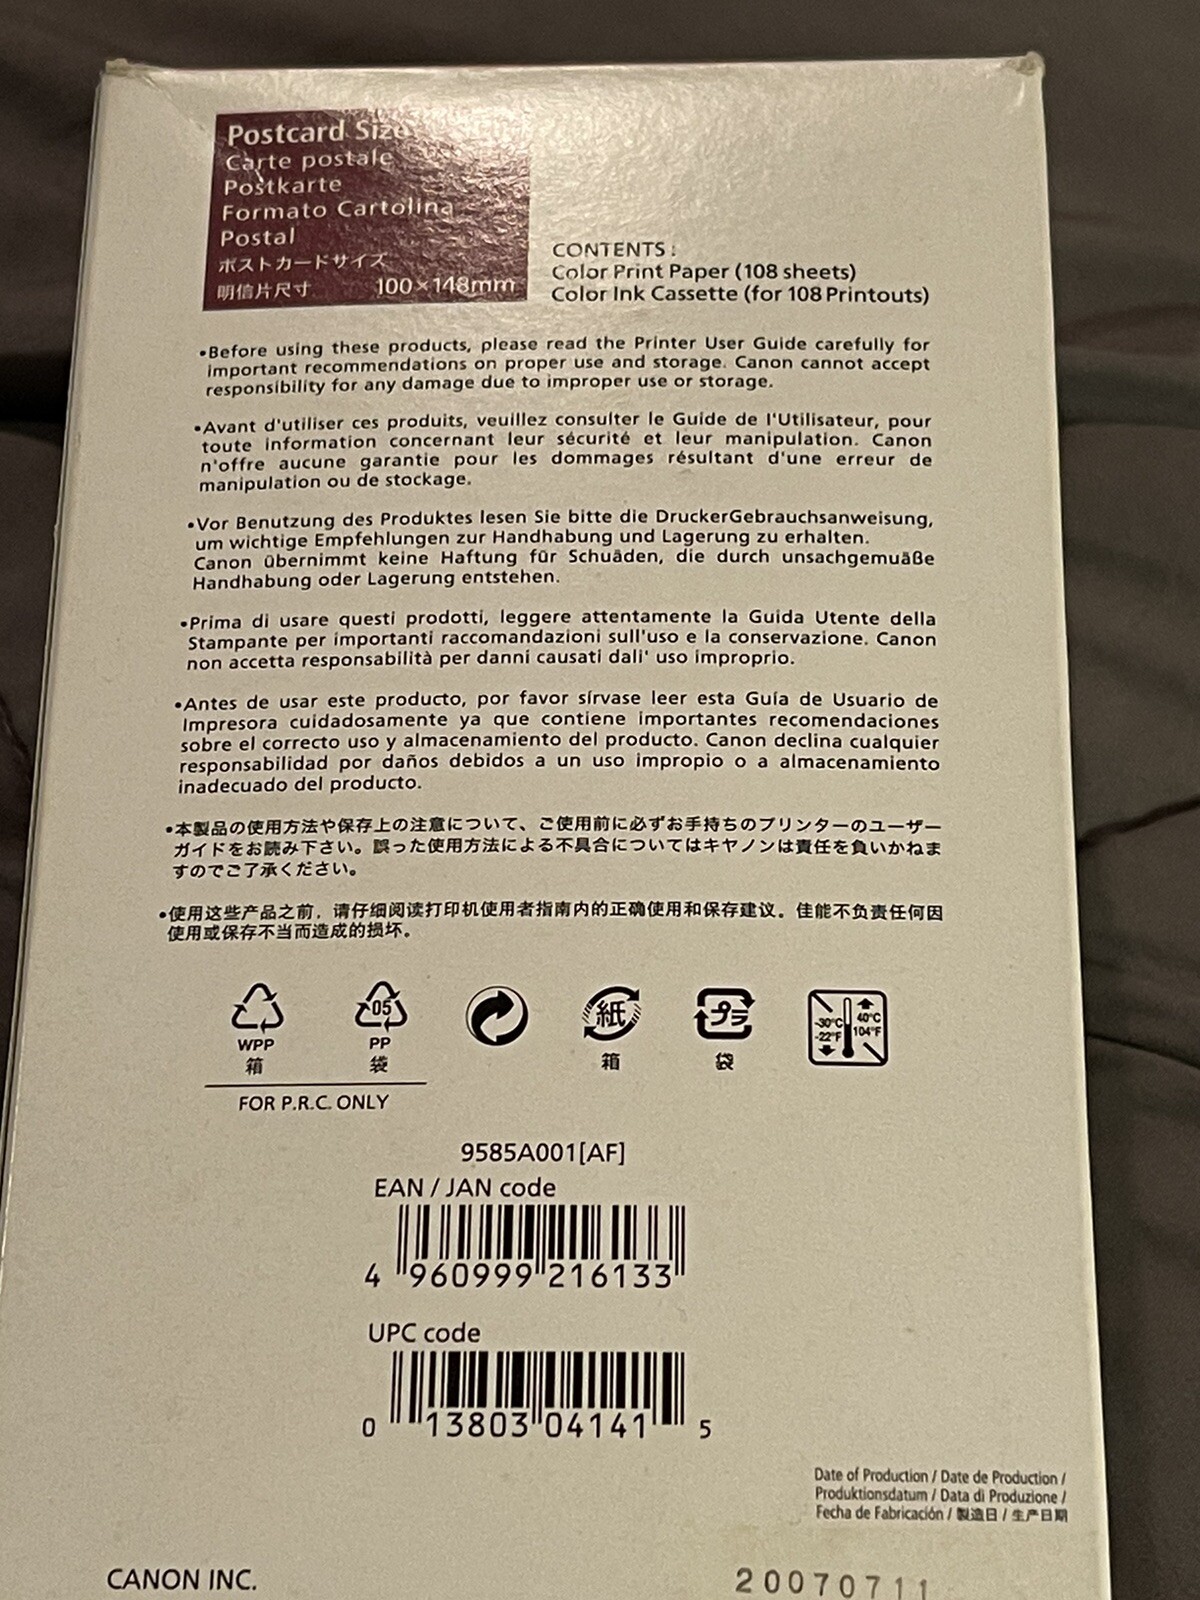 Postcard Size
Carte postale
Postkarte
Formato Cartolina
Postal
ポストカードサイズ
明信片尺寸 100×148mm
CONTENTS :
Color Print Paper (108 sheets)
Color Ink Cassette (for 108 Printouts)
•Before using these products, please read the Printer User Guide carefully for
important recommendations on proper use and storage. Canon cannot accept
responsibility for any damage due to improper use or storage.
•Avant d'utiliser ces produits, veuillez consulter le Guide de l'Utilisateur, pour
toute information concernant leur sécurité et leur manipulation. Canon
n'offre aucune garantie pour les dommages résultant d'une erreur de
manipulation ou de stockage.
•Vor Benutzung des Produktes lesen Sie bitte die DruckerGebrauchsanweisung,
um wichtige Empfehlungen zur Handhabung und Lagerung zu erhalten.
Canon übernimmt keine Haftung für Schuäden, die durch unsachgemuäße
Handhabung oder Lagerung entstehen.
•Prima di usare questi prodotti, leggere attentamente la Guida Utente della
Stampante per importanti raccomandazioni sull'uso e la conservazione. Canon
non accetta responsabilità per danni causati dali' uso improprio.
•Antes de usar este producto, por favor sírvase leer esta Guía de Usuario de
Impresora cuidadosamente ya que contiene importantes recomendaciones
sobre el correcto uso y almacenamiento del producto. Canon declina cualquier
responsabilidad por daños debidos a un uso impropio o a almacenamiento
inadecuado del producto.
•本製品の使用方法や保存上の注意について、ご使用前に必ずお手持ちのプリンターのユーザー
ガイドをお読み下さい。誤った使用方法による不具合についてはキヤノンは責任を負いかねま
すのでご了承ください。
•使用这些产品之前，请仔细阅读打印机使用者指南内的正确使用和保存建议。佳能不负责任何因
使用或保存不当而造成的损坏。
WPP
箱
05
PP
袋
紙
箱
プラ
袋
-30°C
-22°F
40°C
104°F
FOR P.R.C. ONLY
9585A001[AF]
EAN / JAN code
4 960999 216133
UPC code
0 13803 04141 5
Date of Production / Date de Production /
Produktionsdatum / Data di Produzione /
Fecha de Fabricación / 製造日 / 生产日期
CANON INC.
20070711